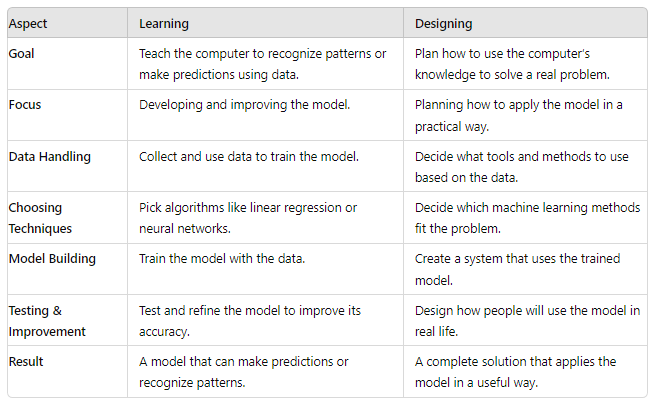 Aspect Learning Designing
Goal Teach the computer to recognize patterns or Plan how to use the computer's
make predictions using data. knowledge to solve a real problem.
Focus Developing and improving the model. Planning how to apply the model in a
practical way.
Data Handling Collect and use data to train the model. Decide what tools and methods to use
based on the data.
Choosing Pick algorithms like linear regression or Decide which machine learning methods
Techniques neural networks. fit the problem.
Model Building Train the model with the data. Create a system that uses the trained
model.
Testing & Test and refine the model to improve its Design how people will use the model in
Improvement accuracy. real life.
Result A model that can make predictions or A complete solution that applies the
recognize patterns. model in a useful way.